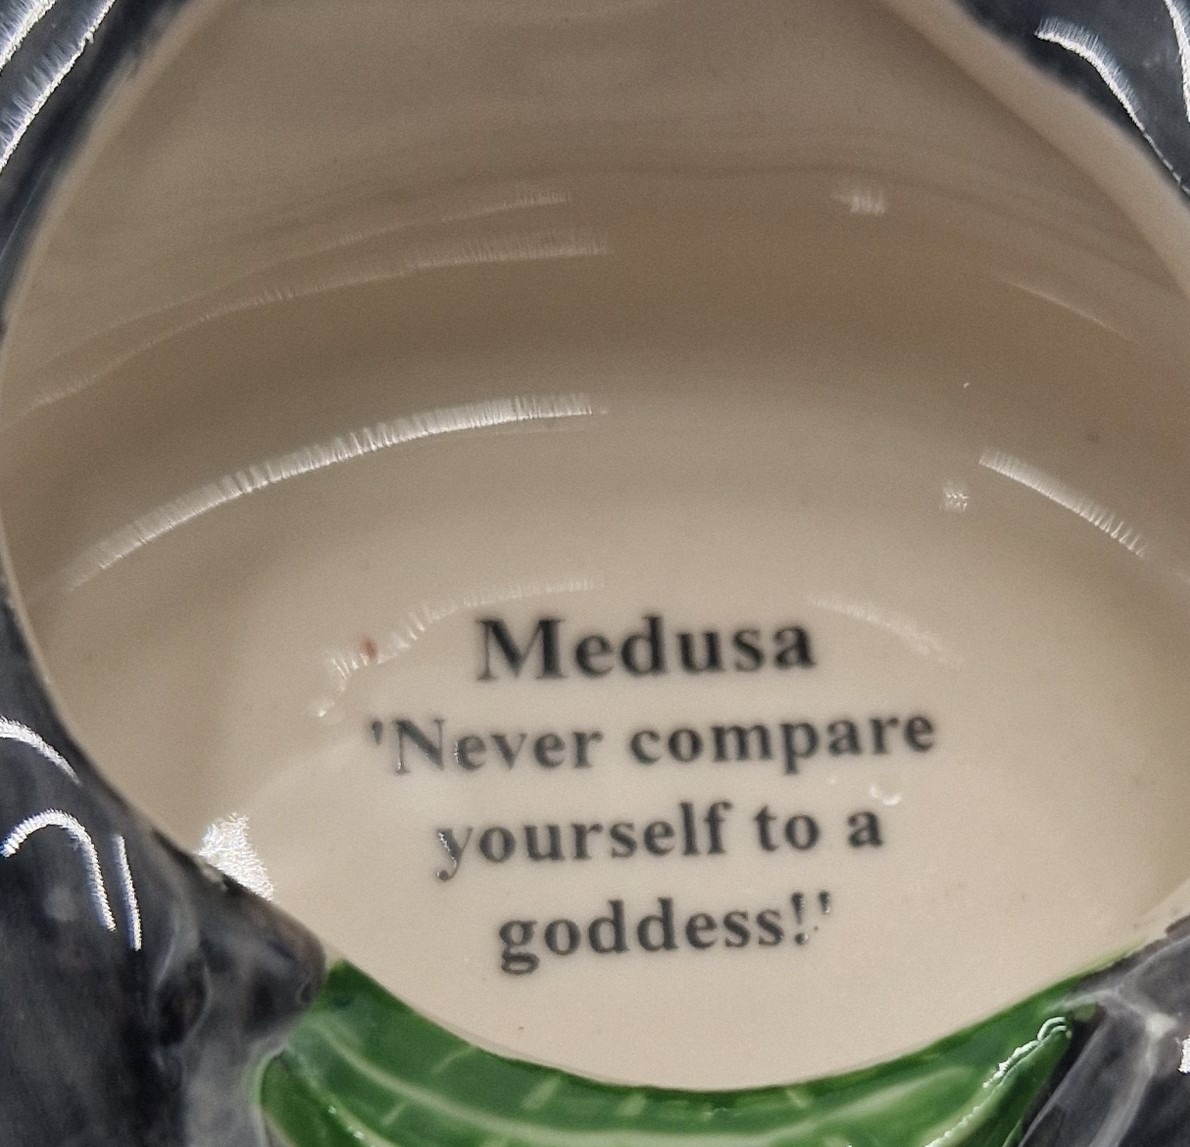 Medusa
'Never compare
yourself to a
goddess!'